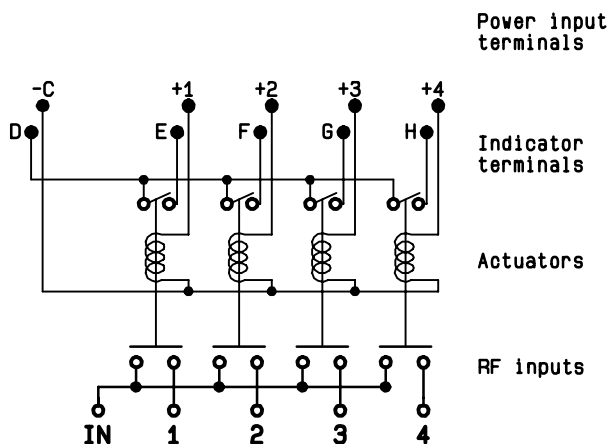 Power input
terminals
-C +1 +2 +3 +4
D E F G H
Indicator
terminals
Actuators
RF inputs
IN 1 2 3 4